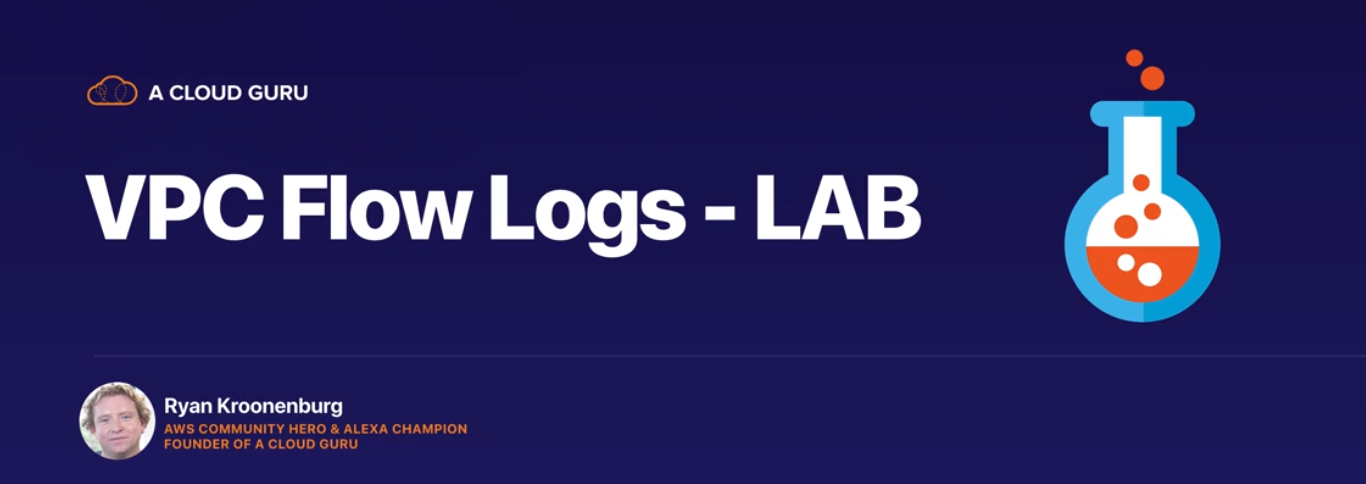 A CLOUD GURU
VPC Flow Logs - LAB
Ryan Kroonenburg
AWS COMMUNITY HERO & ALEXA CHAMPION
FOUNDER OF A CLOUD GURU